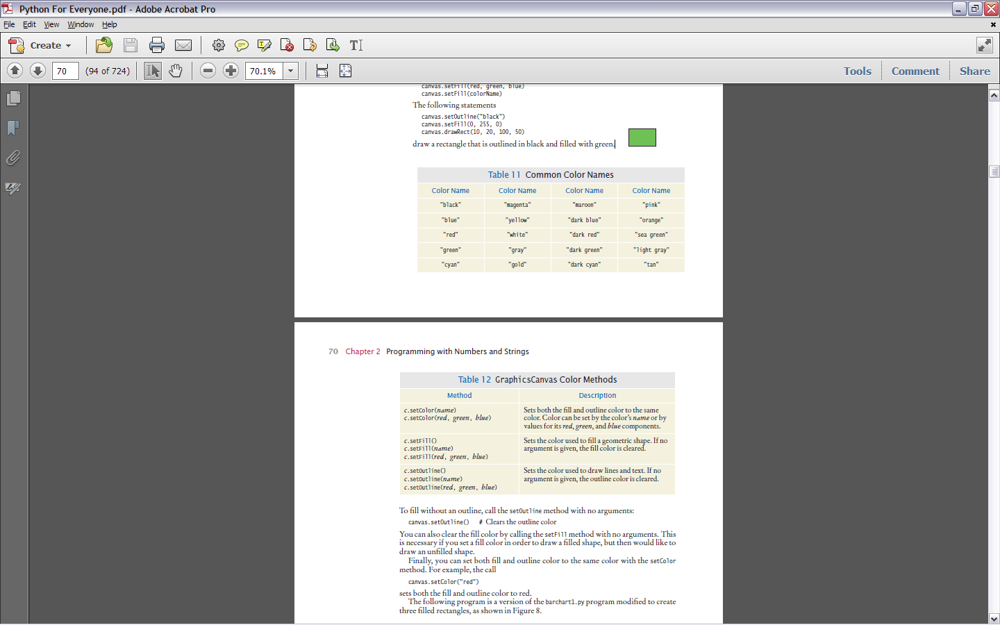 Python For Everyone.pdf - Adobe Acrobat Pro
File Edit View Window Help
Create
70 (94 of 724) 70.1% Tools Comment Share
canvas.setFill(red, green, blue)
canvas.setFill(colorName)
The following statements
canvas.setOutline("black")
canvas.setFill(0, 255, 0)
canvas.drawRect(10, 20, 100, 50)
draw a rectangle that is outlined in black and filled with green.
Table 11 Common Color Names
Color Name Color Name Color Name Color Name
"black" "magenta" "maroon" "pink"
"blue" "yellow" "dark blue" "orange"
"red" "white" "dark red" "sea green"
"green" "gray" "dark green" "light gray"
"cyan" "gold" "dark cyan" "tan"
70 Chapter 2 Programming with Numbers and Strings
Table 12 GraphicsCanvas Color Methods
Method Description
c.setColor(name)
c.setColor(red, green, blue)
Sets both the fill and outline color to the same
color. Color can be set by the color's name or by
values for its red, green, and blue components.
c.setFill()
c.setFill(name)
c.setFill(red, green, blue)
Sets the color used to fill a geometric shape. If no
argument is given, the fill color is cleared.
c.setOutline()
c.setOutline(name)
c.setOutline(red, green, blue)
Sets the color used to draw lines and text. If no
argument is given, the outline color is cleared.
To fill without an outline, call the setOutline method with no arguments:
canvas.setOutline() # Clears the outline color
You can also clear the fill color by calling the setFill method with no arguments. This
is necessary if you set a fill color in order to draw a filled shape, but then would like to
draw an unfilled shape.
Finally, you can set both fill and outline color to the same color with the setColor
method. For example, the call
canvas.setColor("red")
sets both the fill and outline color to red.
The following program is a version of the barchart1.py program modified to create
three filled rectangles, as shown in Figure 8.